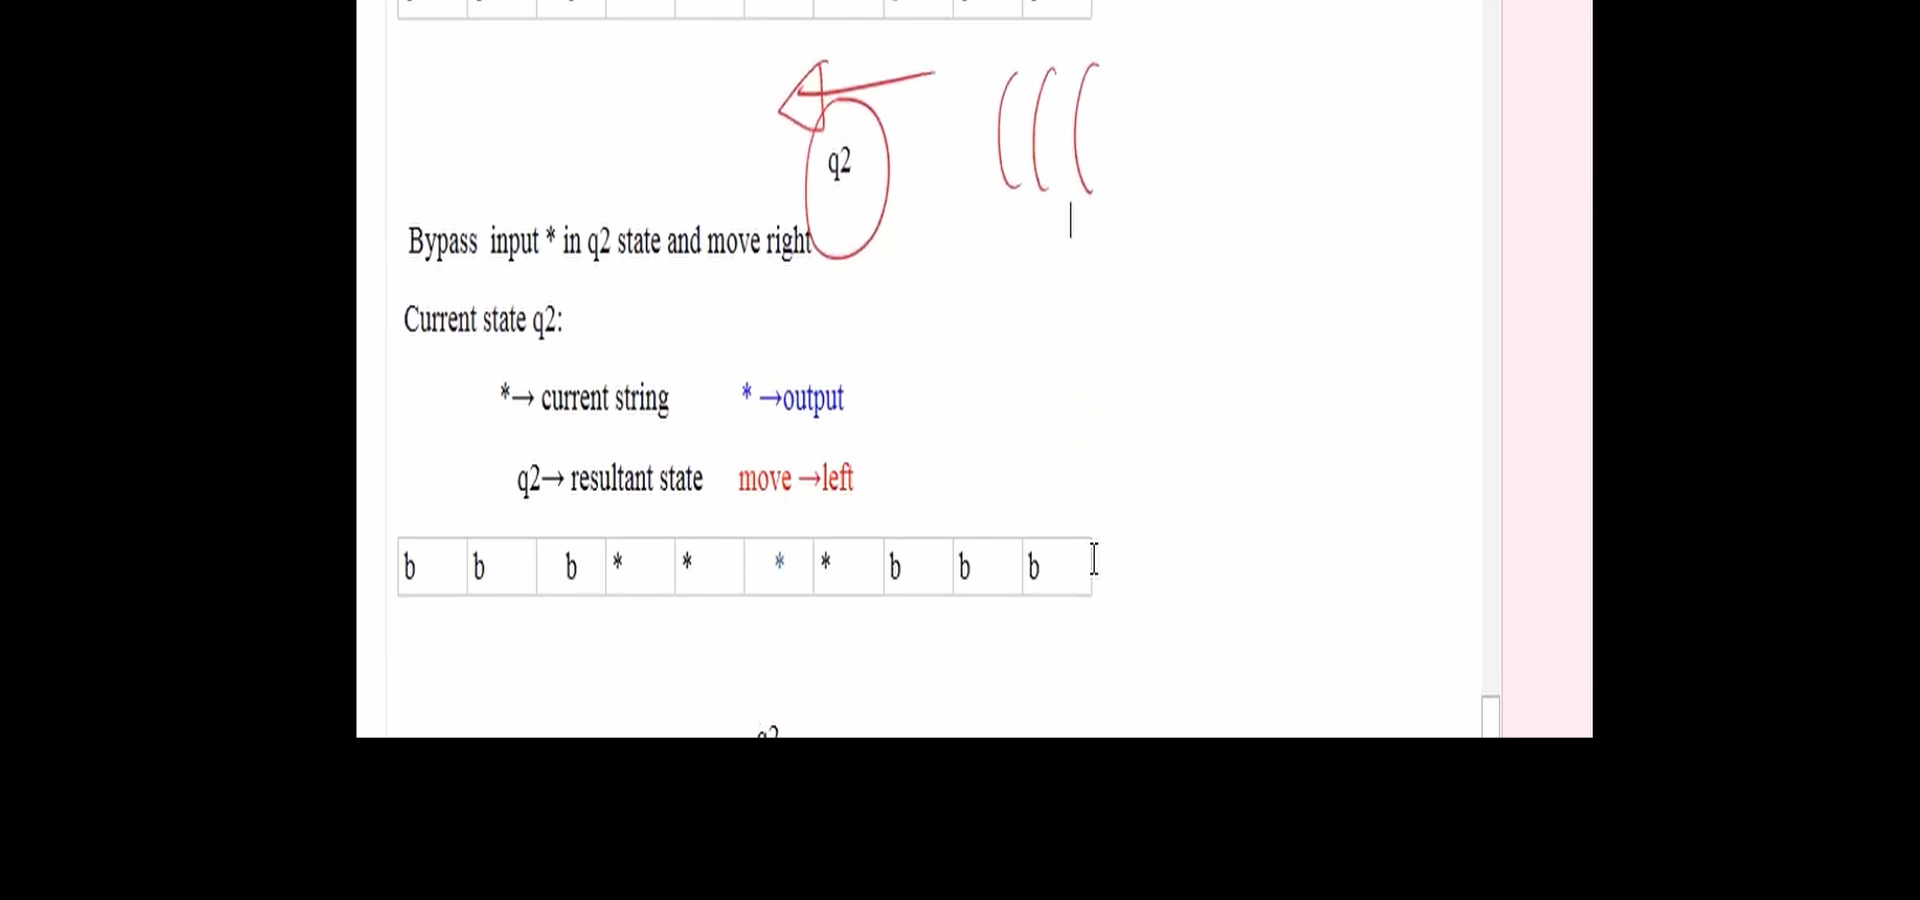 q2
Bypass input * in q2 state and move right
Current state q2:
*→ current string * →output
q2→ resultant state move →left
b b b * * * * b b b
q2